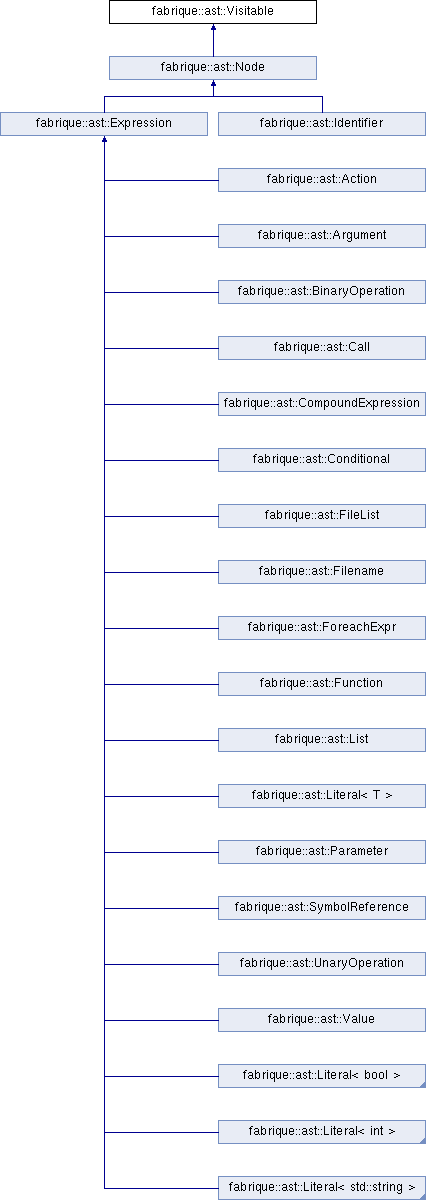 fabrique::ast::Visitable
fabrique::ast::Node
fabrique::ast::Expression
fabrique::ast::Identifier
fabrique::ast::Action
fabrique::ast::Argument
fabrique::ast::BinaryOperation
fabrique::ast::Call
fabrique::ast::CompoundExpression
fabrique::ast::Conditional
fabrique::ast::FileList
fabrique::ast::Filename
fabrique::ast::ForeachExpr
fabrique::ast::Function
fabrique::ast::List
fabrique::ast::Literal< T >
fabrique::ast::Parameter
fabrique::ast::SymbolReference
fabrique::ast::UnaryOperation
fabrique::ast::Value
fabrique::ast::Literal< bool >
fabrique::ast::Literal< int >
fabrique::ast::Literal< std::string >